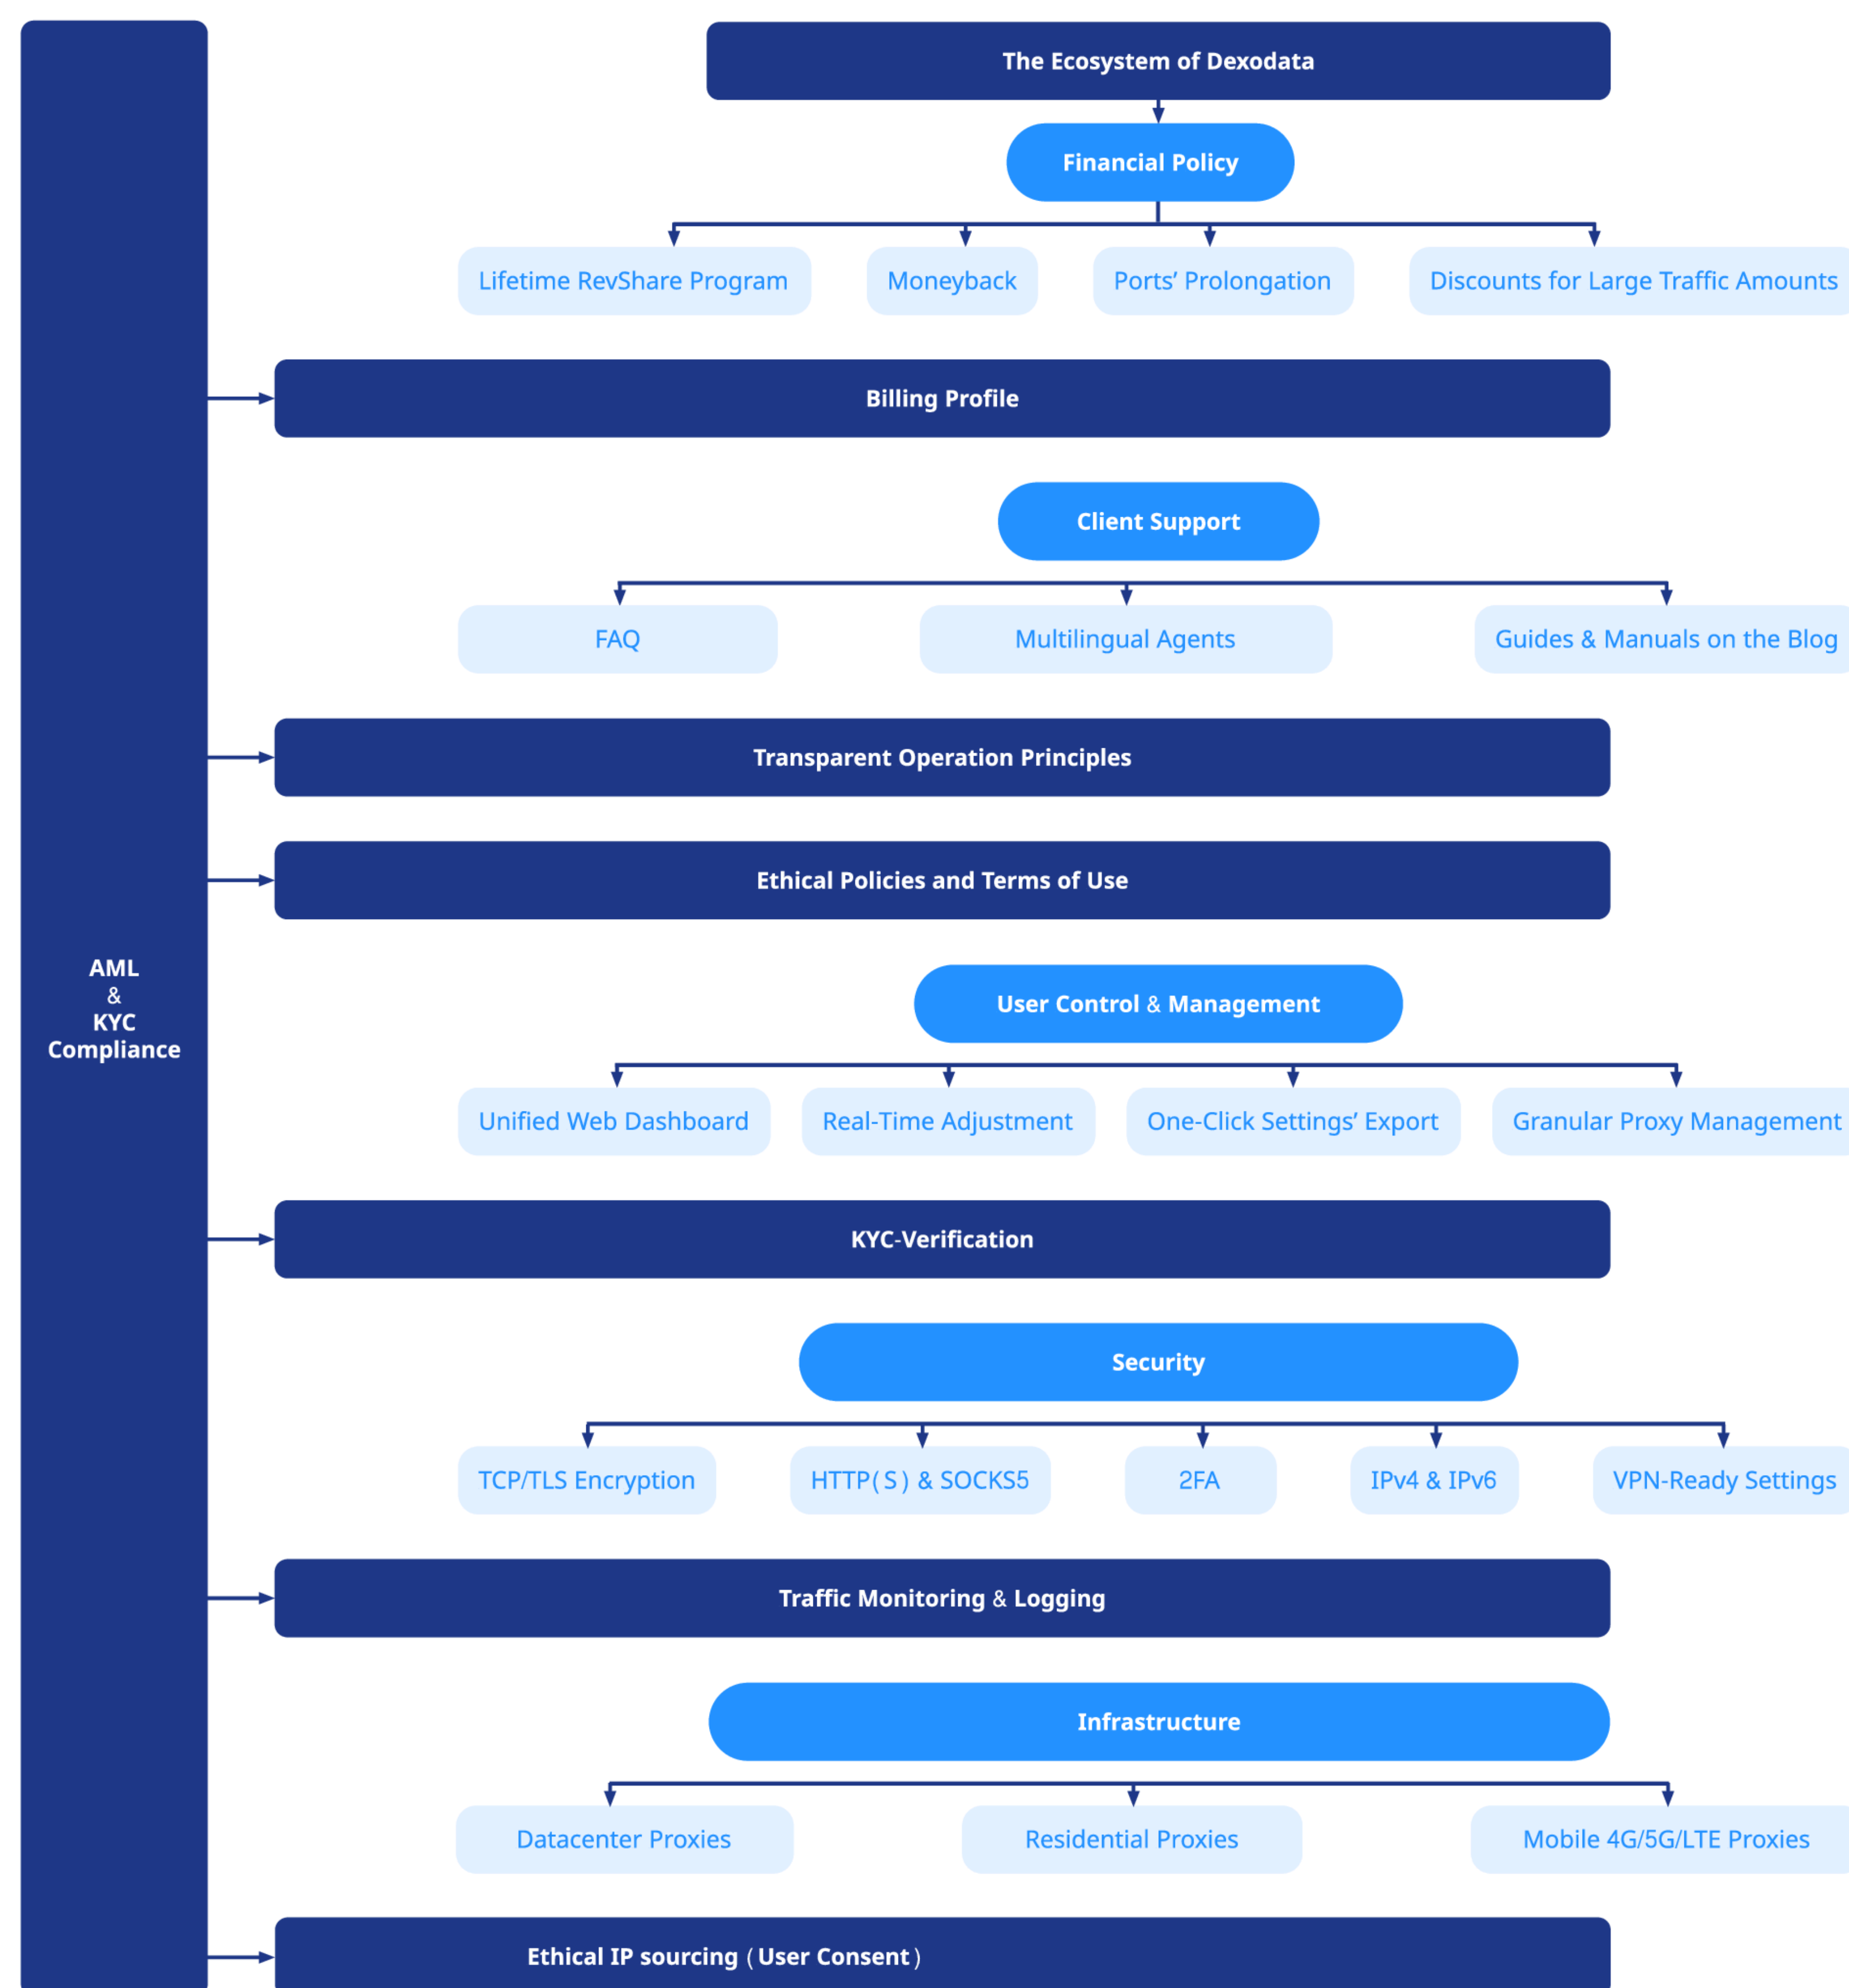 The Ecosystem of Dexodata
Financial Policy
Lifetime RevShare Program
Moneyback
Ports’ Prolongation
Discounts for Large Traffic Amounts
Billing Profile
Client Support
FAQ
Multilingual Agents
Guides & Manuals on the Blog
Transparent Operation Principles
Ethical Policies and Terms of Use
AML
&
KYC
Compliance
User Control & Management
Unified Web Dashboard
Real-Time Adjustment
One-Click Settings’ Export
Granular Proxy Management
KYC-Verification
Security
TCP/TLS Encryption
HTTP(S) & SOCKS5
2FA
IPv4 & IPv6
VPN-Ready Settings
Traffic Monitoring & Logging
Infrastructure
Datacenter Proxies
Residential Proxies
Mobile 4G/5G/LTE Proxies
Ethical IP sourcing (User Consent)